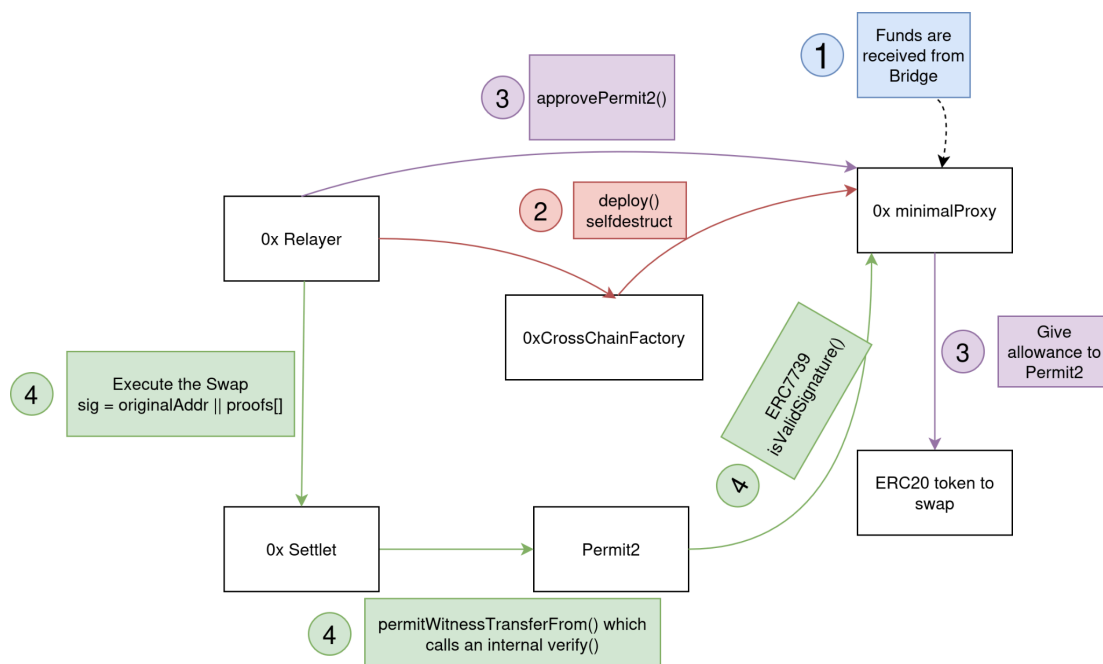 1
Funds are
received from
Bridge
3
approvePermit2()
2
deploy()
selfdestruct
0x minimalProxy
0x Relayer
0xCrossChainFactory
3
Give
allowance to
Permit2
4
Execute the Swap
sig = originalAddr || proofs[]
4
ERC7739
isValidSignature()
ERC20 token to
swap
0x Settlet
Permit2
4
permitWitnessTransferFrom() which
calls an internal verify()